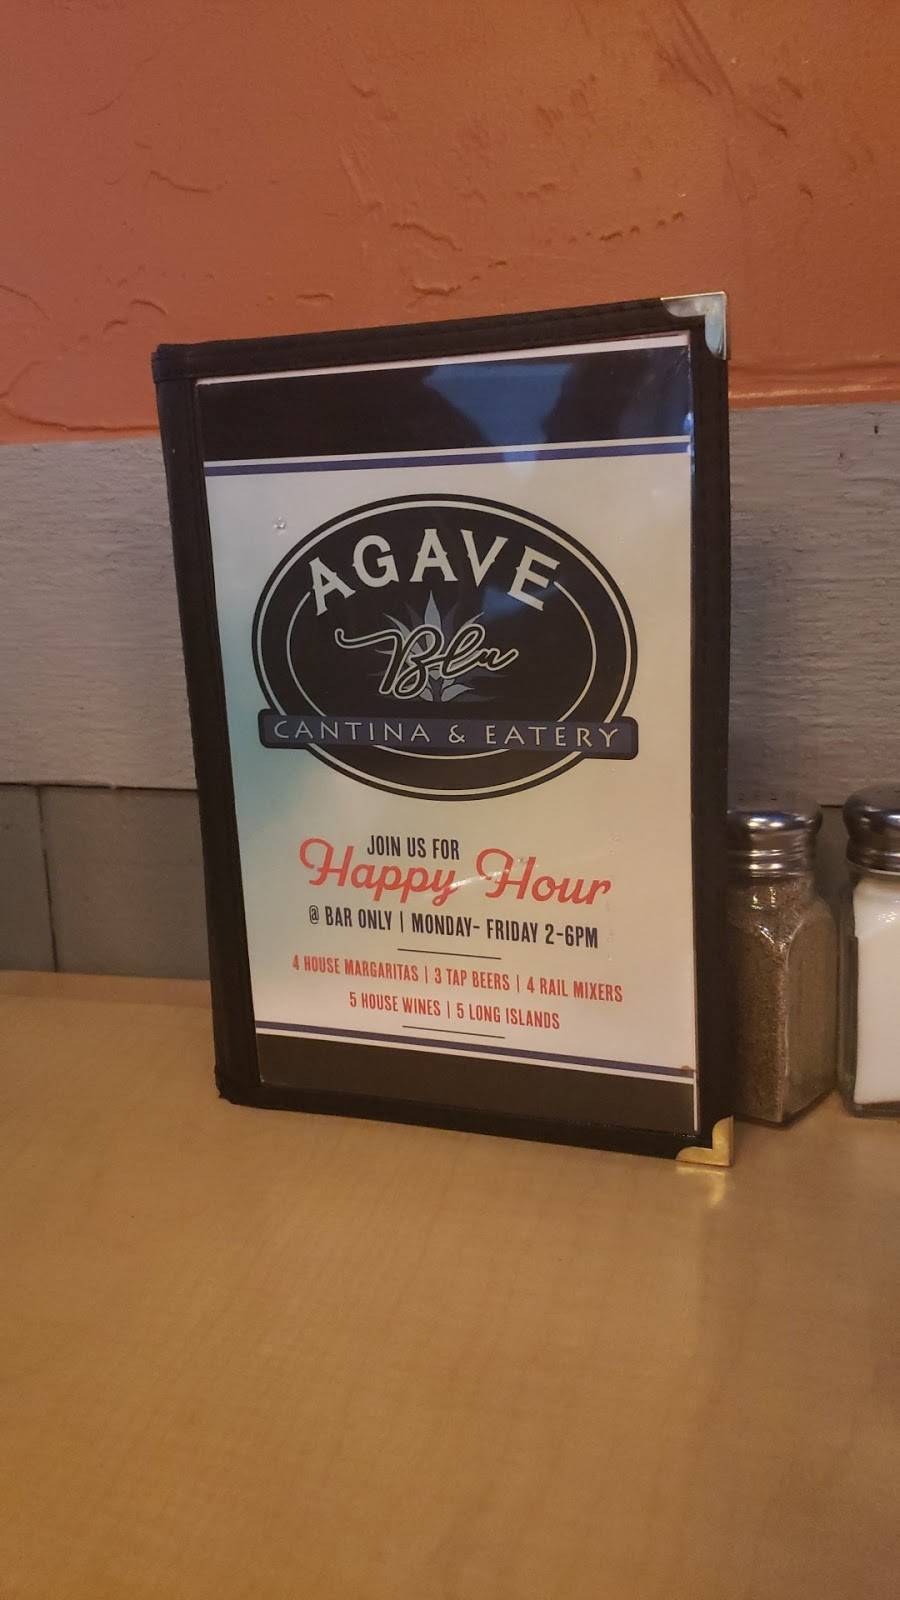 AGAVE
Blu
CANTINA & EATERY
JOIN US FOR
Happy Hour
@ BAR ONLY | MONDAY- FRIDAY 2-6PM
4 HOUSE MARGARITAS | 3 TAP BEERS | 4 RAIL MIXERS
5 HOUSE WINES | 5 LONG ISLANDS